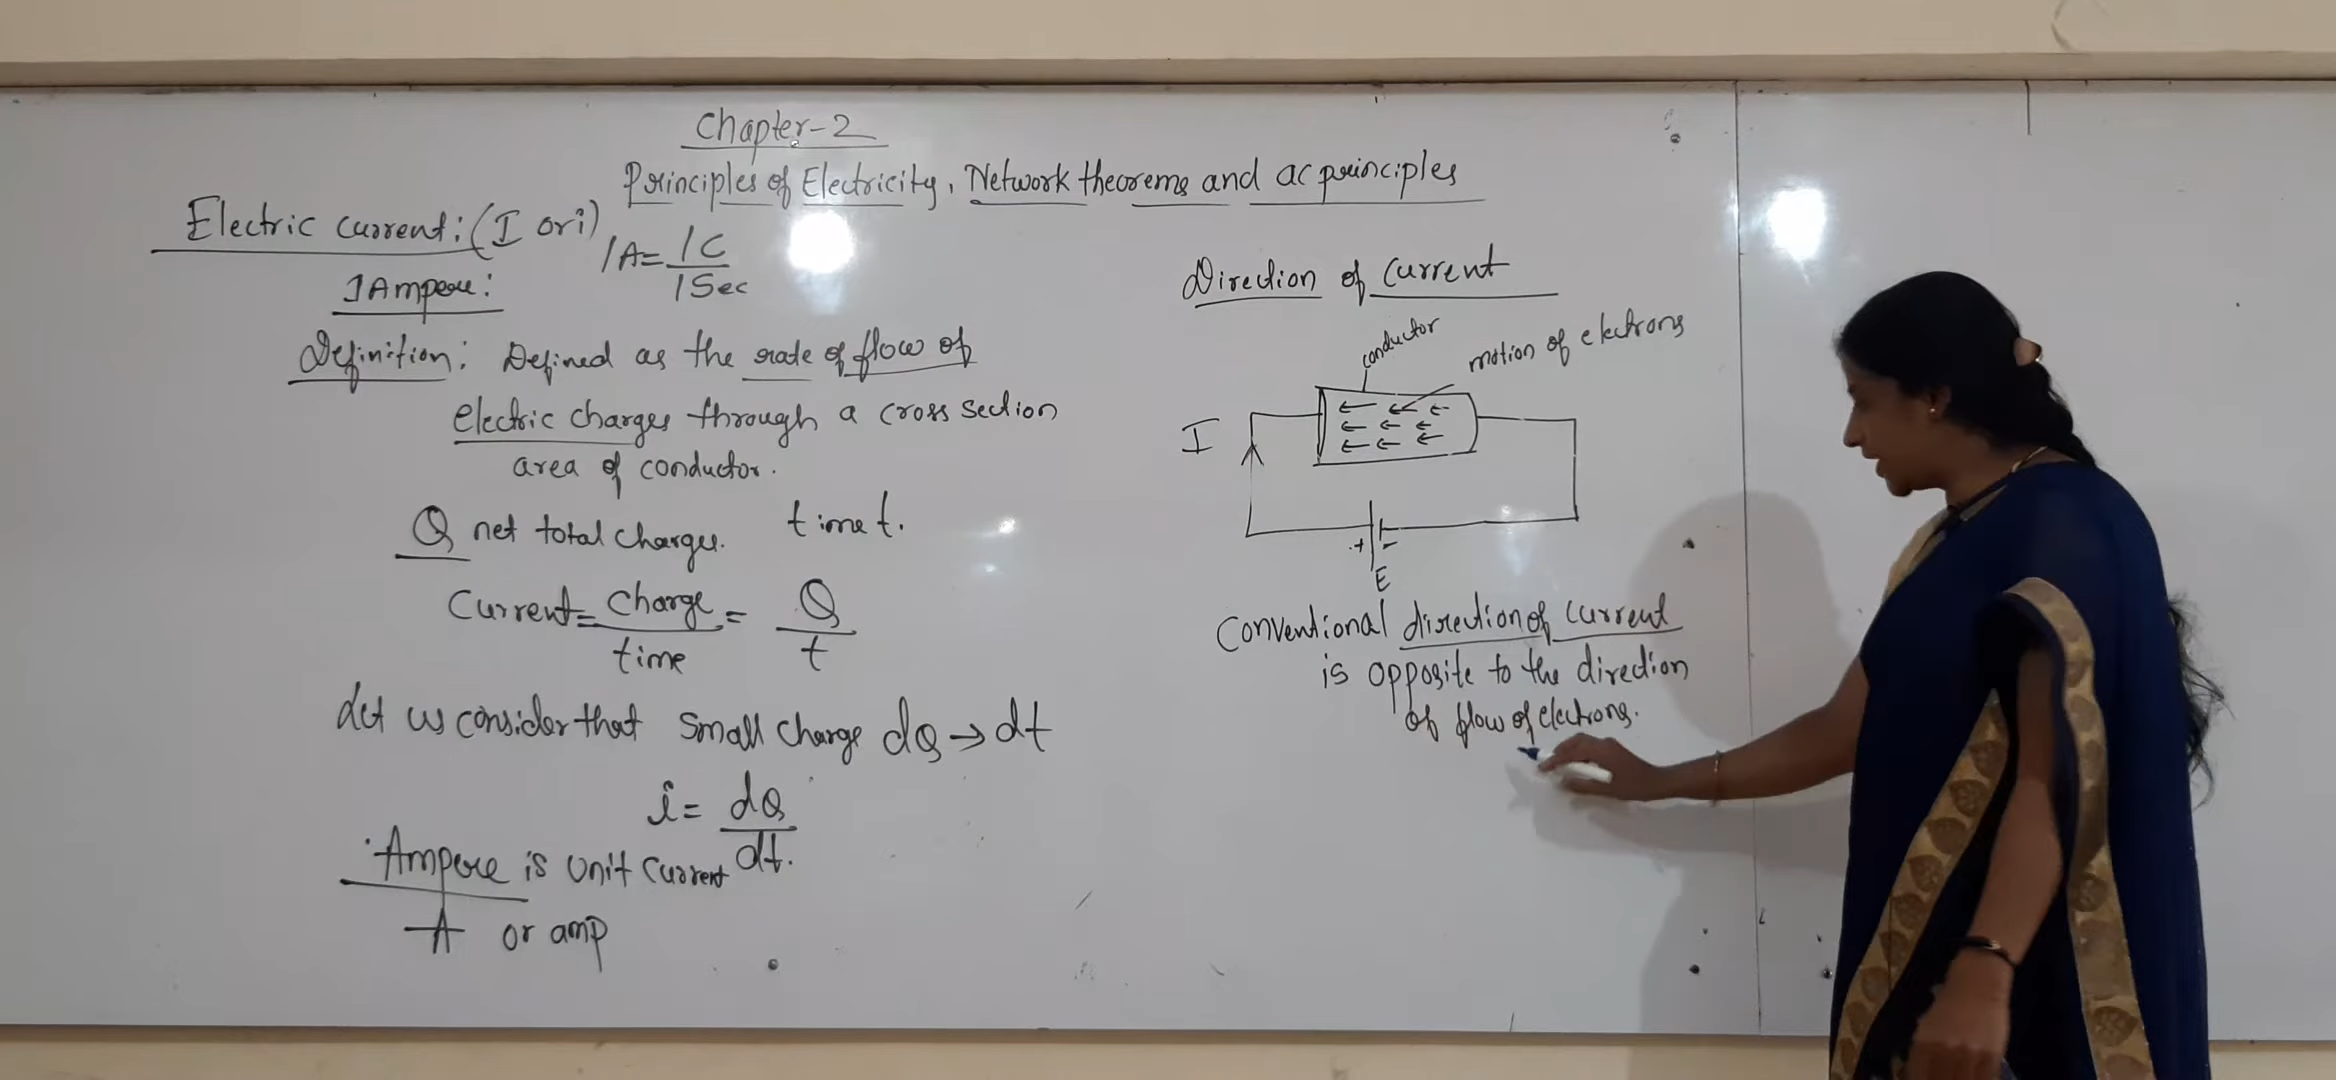 Chapter-2
Principles of Electricity, Network theorems and ac principles
Electric Current: (I or i)
1A = 1C / 1 Sec
1 Ampere:
Definition: Defined as the rate of flow of
electric charges through a cross section
area of conductor.
Q net total charge. time t.
Current = charge / time = Q / t
Let us consider that small charge dQ → dt
i = dQ / dt.
Ampere is unit current
A or amp
Direction of Current
conductor
motion of electrons
I
+ -
E
Conventional direction of current
is opposite to the direction
of flow of electrons.